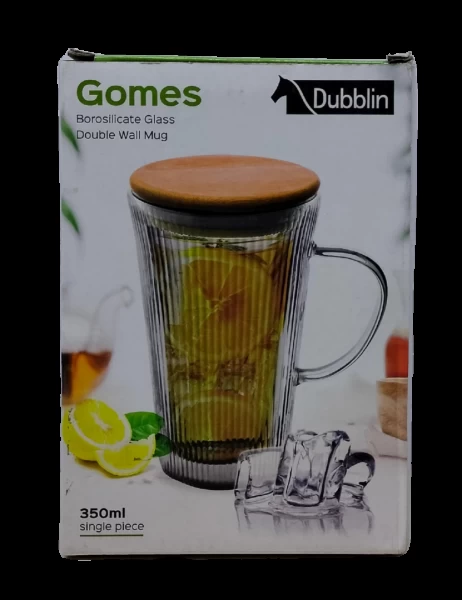 Gomes
Dubblin
Borosilicate Glass
Double Wall Mug
350ml
single piece